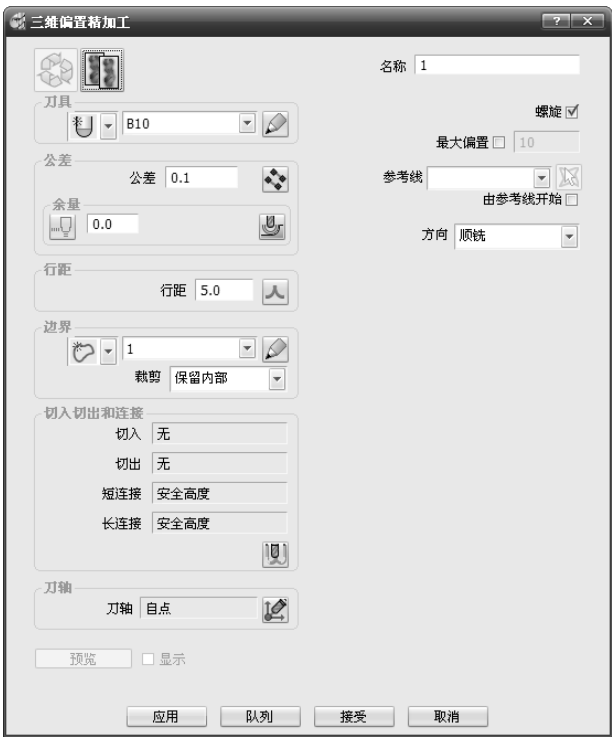 三维偏置精加工
名称 1
刀具
B10
螺旋
最大偏置 10
公差
公差 0.1
参考线
由参考线开始
余量
0.0
方向 顺铣
行距
行距 5.0
边界
1
裁剪 保留内部
切入切出和连接
切入 无
切出 无
短连接 安全高度
长连接 安全高度
刀轴
刀轴 自点
预览 显示
应用 队列 接受 取消